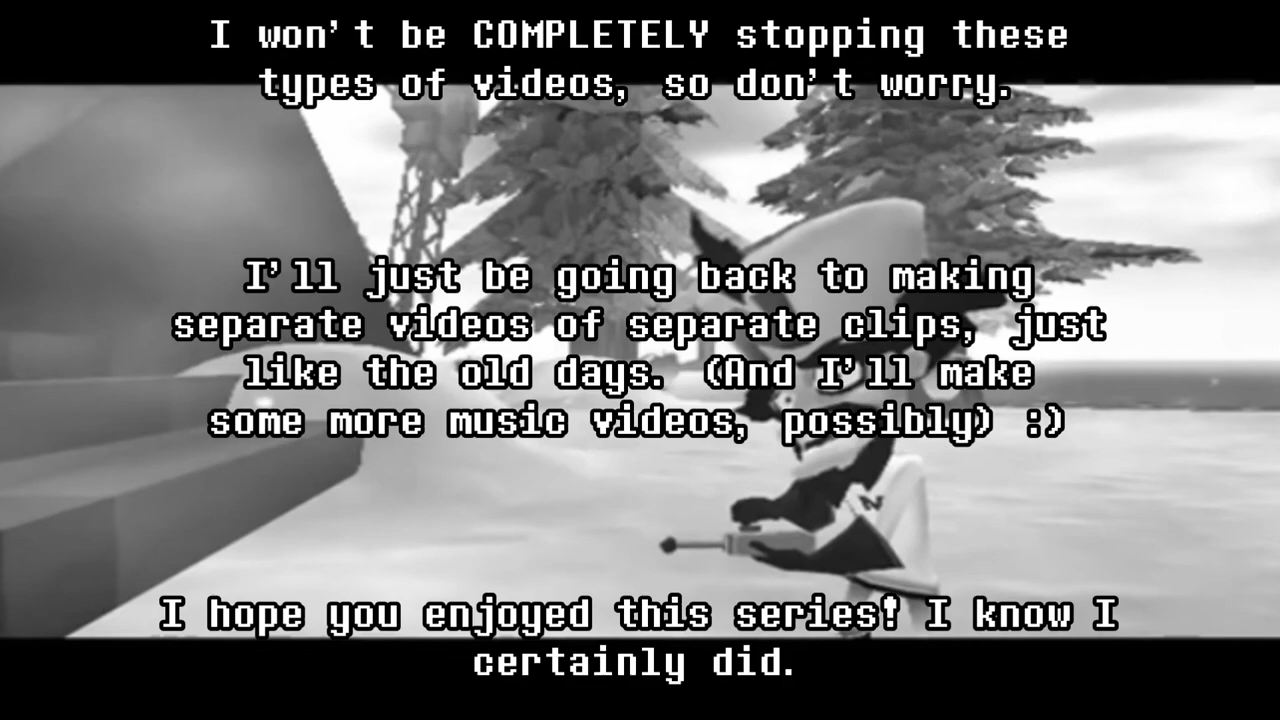 I won't be COMPLETELY stopping these
types of videos, so don't worry.
I'll just be going back to making
separate videos of separate clips, just
like the old days. (And I'll make
some more music videos, possibly) :)
I hope you enjoyed this series! I know I
certainly did.